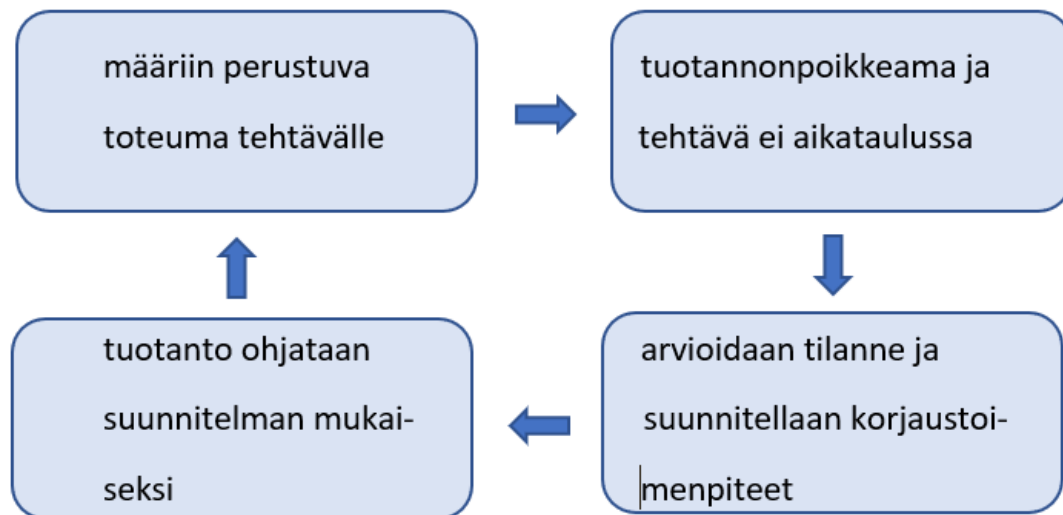 määriin perustuva
toteuma tehtävälle
tuotannonpoikkeama ja
tehtävä ei aikataulussa
arvioidaan tilanne ja
suunnitellaan korjaustoi-
menpiteet
tuotanto ohjataan
suunnitelman mukai-
seksi